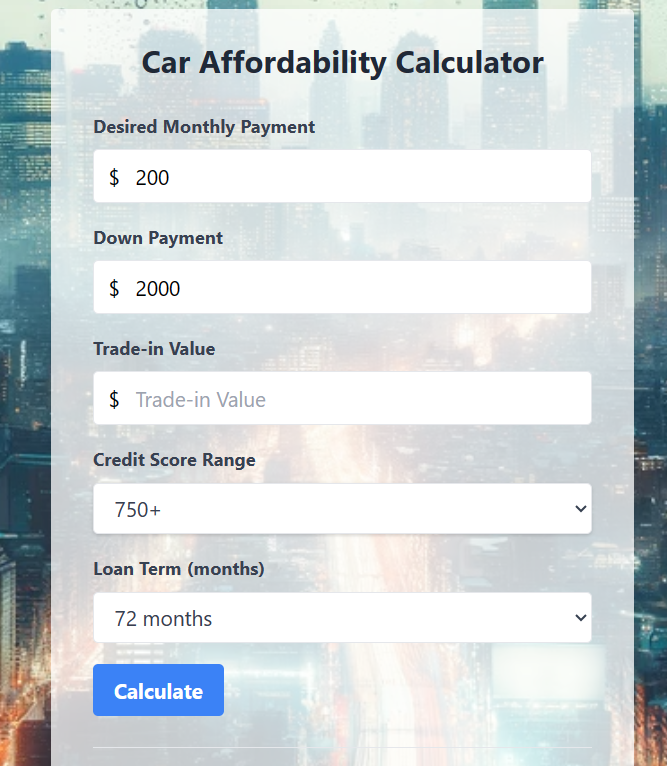 Car Affordability Calculator
Desired Monthly Payment
$ 200
Down Payment
$ 2000
Trade-in Value
$ Trade-in Value
Credit Score Range
750+
Loan Term (months)
72 months
Calculate